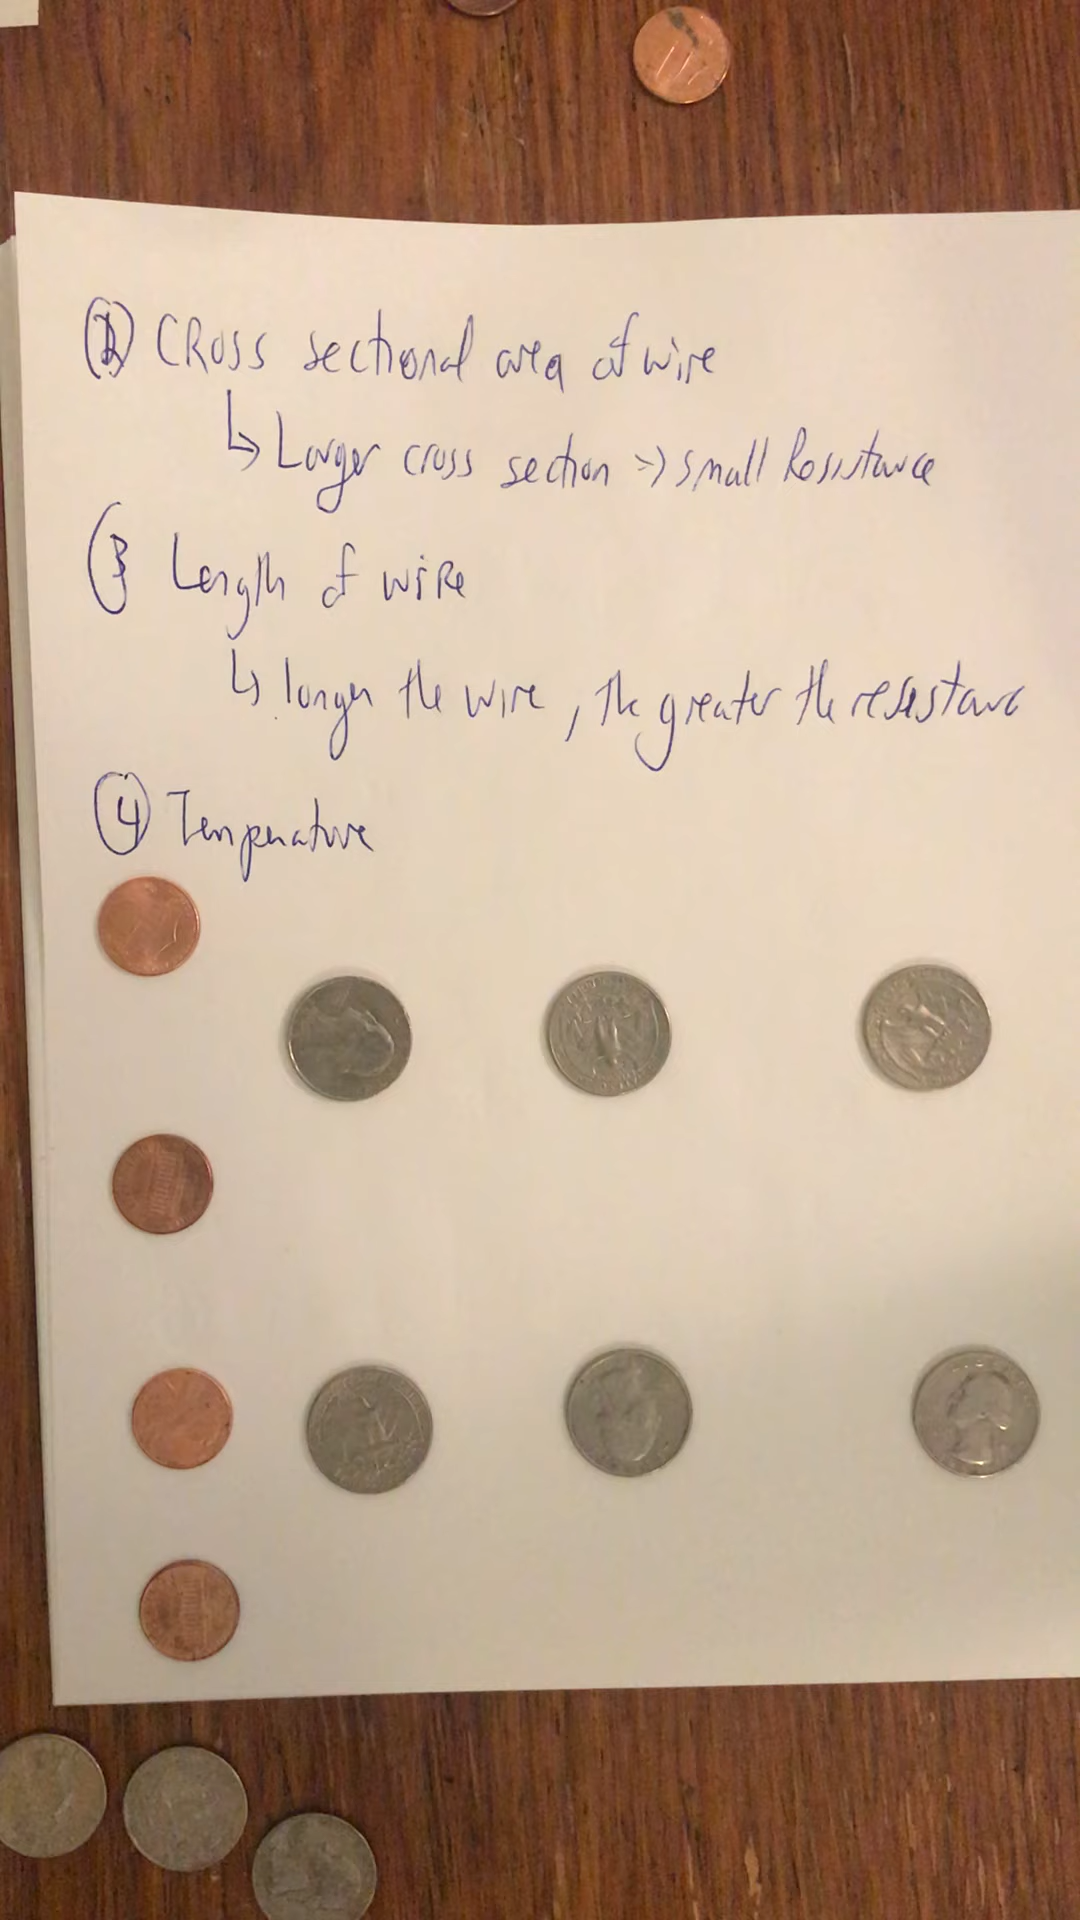 ② CROSS sectional area of wire
↳ Larger cross section => small Resistance
③ Length of wire
↳ longer the wire, the greater the resistanc
④ Temperature